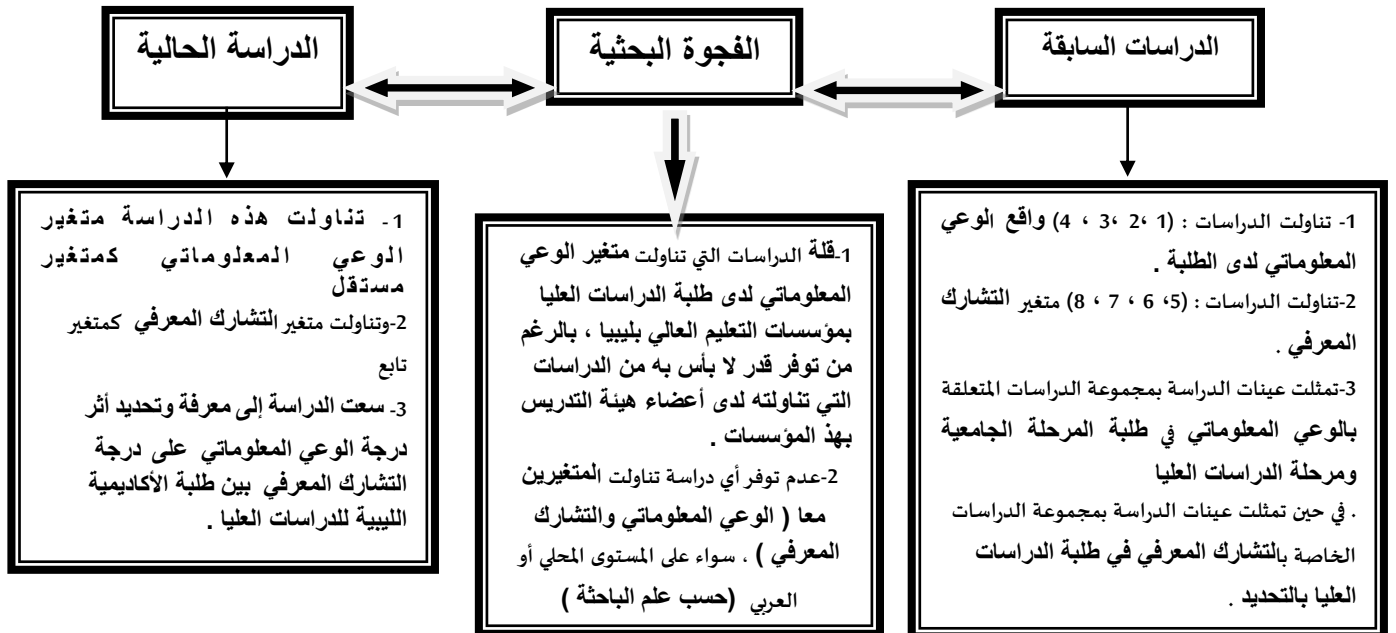 الدراسات السابقة
الفجوة البحثية
الدراسة الحالية
1- تناولت الدراسات : (1 ،2 ،3 ، 4) واقع الوعي
المعلوماتي لدى الطلبة .
2-تناولت الدراسات : (5، 6 ، 7 ، 8) متغير التشارك
المعرفي .
3-تمثلت عينات الدراسة بمجموعة الدراسات المتعلقة
بالوعي المعلوماتي في طلبة المرحلة الجامعية
ومرحلة الدراسات العليا
. في حين تمثلت عينات الدراسة بمجموعة الدراسات
الخاصة بالتشارك المعرفي في طلبة الدراسات
العليا بالتحديد .
1-قلة الدراسات التي تناولت متغير الوعي
المعلوماتي لدى طلبة الدراسات العليا
بمؤسسات التعليم العالي بليبيا ، بالرغم
من توفر قدر لا بأس به من الدراسات
التي تناولته لدى أعضاء هيئة التدريس
بهذ المؤسسات .
2-عدم توفر أي دراسة تناولت المتغيرين
معا ( الوعي المعلوماتي والتشارك
المعرفي ) ، سواء على المستوى المحلي أو
العربي (حسب علم الباحثة )
1- تناولت هذه الدراسة متغير
الوعي المعلوماتي كمتغير
مستقل
2-وتناولت متغير التشارك المعرفي كمتغير
تابع
3- سعت الدراسة إلى معرفة وتحديد أثر
درجة الوعي المعلوماتي على درجة
التشارك المعرفي بين طلبة الأكاديمية
الليبية للدراسات العليا .